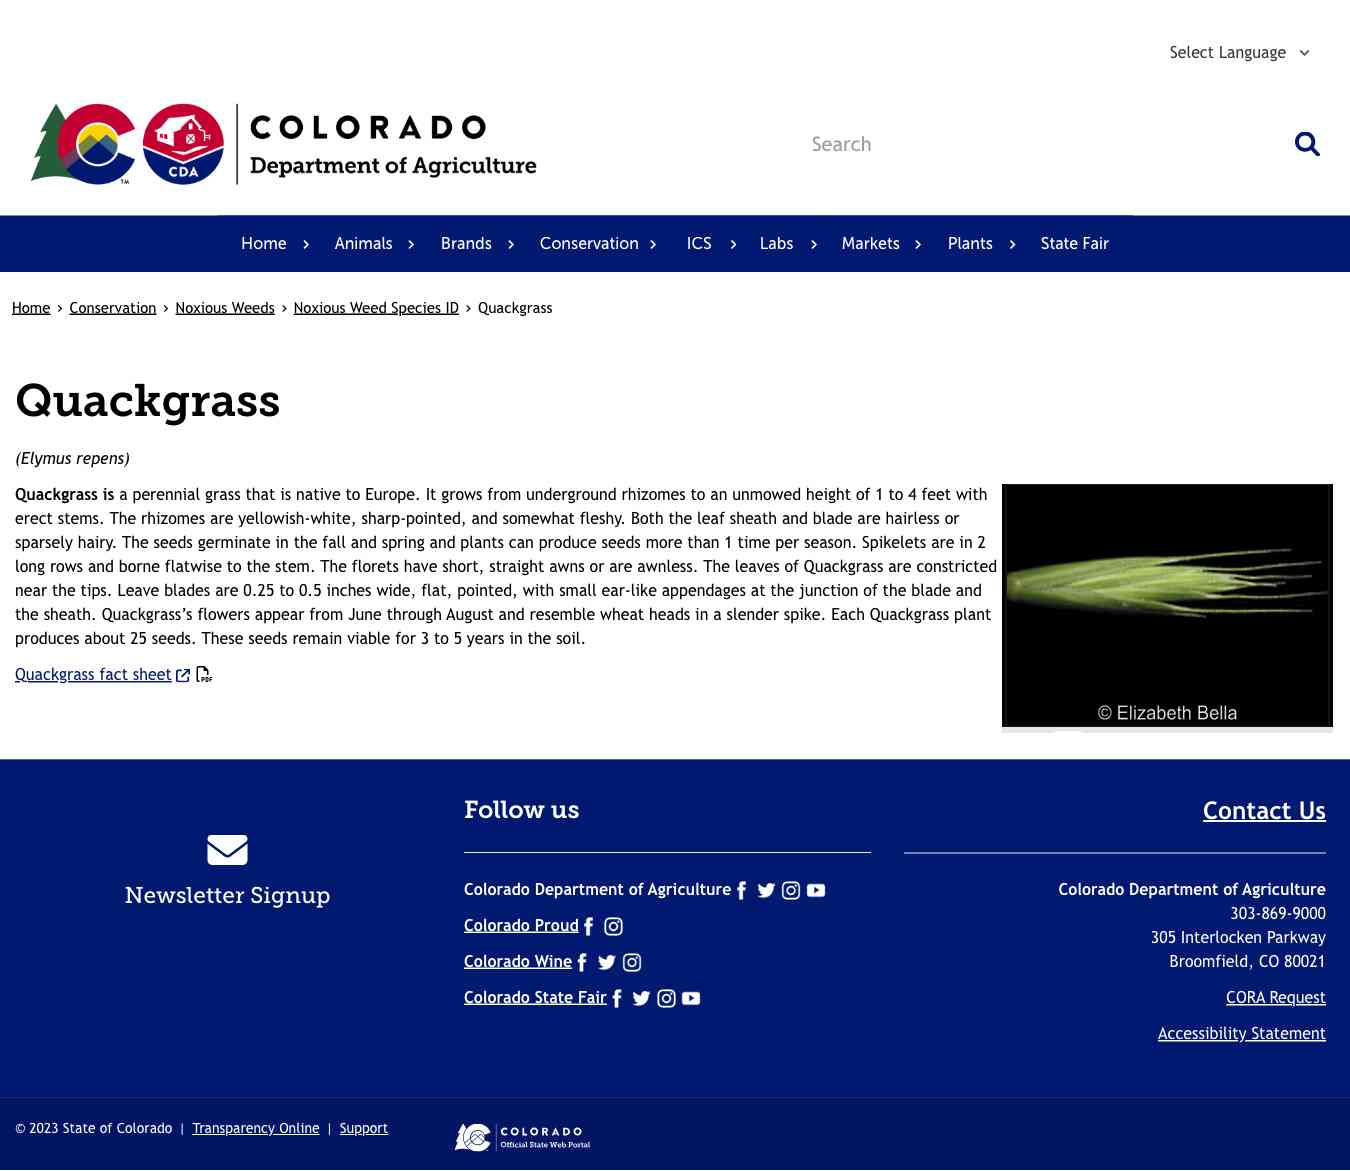 Select Language
COLORADO
Department of Agriculture
CDA
TM
Search
Home Animals Brands Conservation ICS Labs Markets Plants State Fair
Home › Conservation › Noxious Weeds › Noxious Weed Species ID › Quackgrass
Quackgrass
(Elymus repens)
Quackgrass is a perennial grass that is native to Europe. It grows from underground rhizomes to an unmowed height of 1 to 4 feet with
erect stems. The rhizomes are yellowish-white, sharp-pointed, and somewhat fleshy. Both the leaf sheath and blade are hairless or
sparsely hairy. The seeds germinate in the fall and spring and plants can produce seeds more than 1 time per season. Spikelets are in 2
long rows and borne flatwise to the stem. The florets have short, straight awns or are awnless. The leaves of Quackgrass are constricted
near the tips. Leave blades are 0.25 to 0.5 inches wide, flat, pointed, with small ear-like appendages at the junction of the blade and
the sheath. Quackgrass’s flowers appear from June through August and resemble wheat heads in a slender spike. Each Quackgrass plant
produces about 25 seeds. These seeds remain viable for 3 to 5 years in the soil.
Quackgrass fact sheet PDF
© Elizabeth Bella
Newsletter Signup
Follow us
Colorado Department of Agriculture
Colorado Proud
Colorado Wine
Colorado State Fair
Contact Us
Colorado Department of Agriculture
303-869-9000
305 Interlocken Parkway
Broomfield, CO 80021
CORA Request
Accessibility Statement
© 2023 State of Colorado | Transparency Online | Support
COLORADO
Official State Web Portal